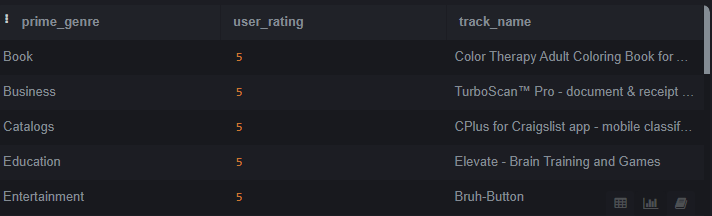 prime_genre user_rating track_name
Book 5 Color Therapy Adult Coloring Book for ...
Business 5 TurboScan™ Pro - document & receipt ...
Catalogs 5 CPlus for Craigslist app - mobile classif...
Education 5 Elevate - Brain Training and Games
Entertainment 5 Bruh-Button